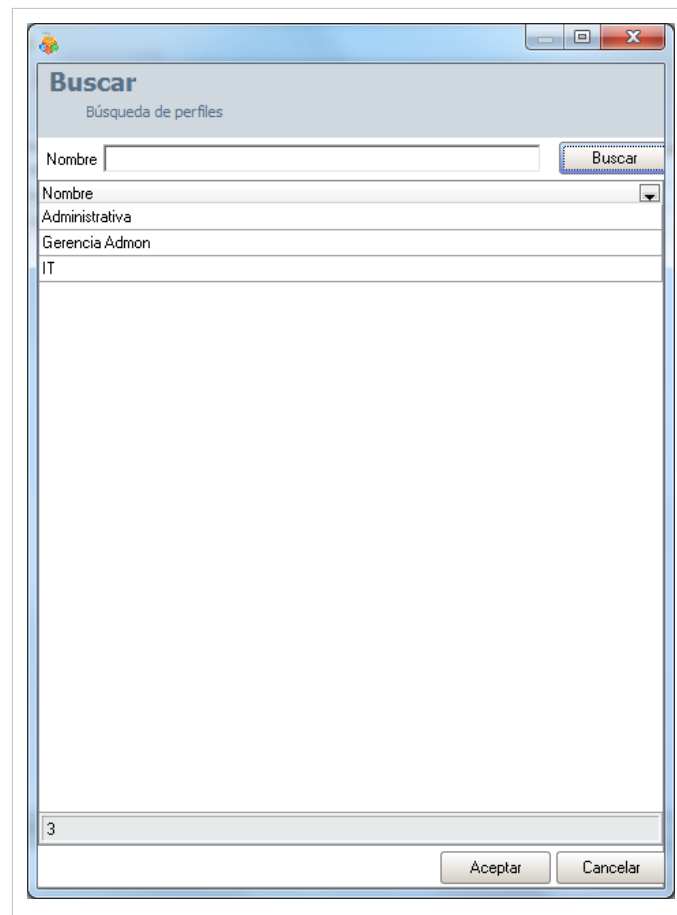 Buscar
Búsqueda de perfiles
Nombre Buscar
Nombre
Administrativa
Gerencia Admon
IT
3
Aceptar Cancelar